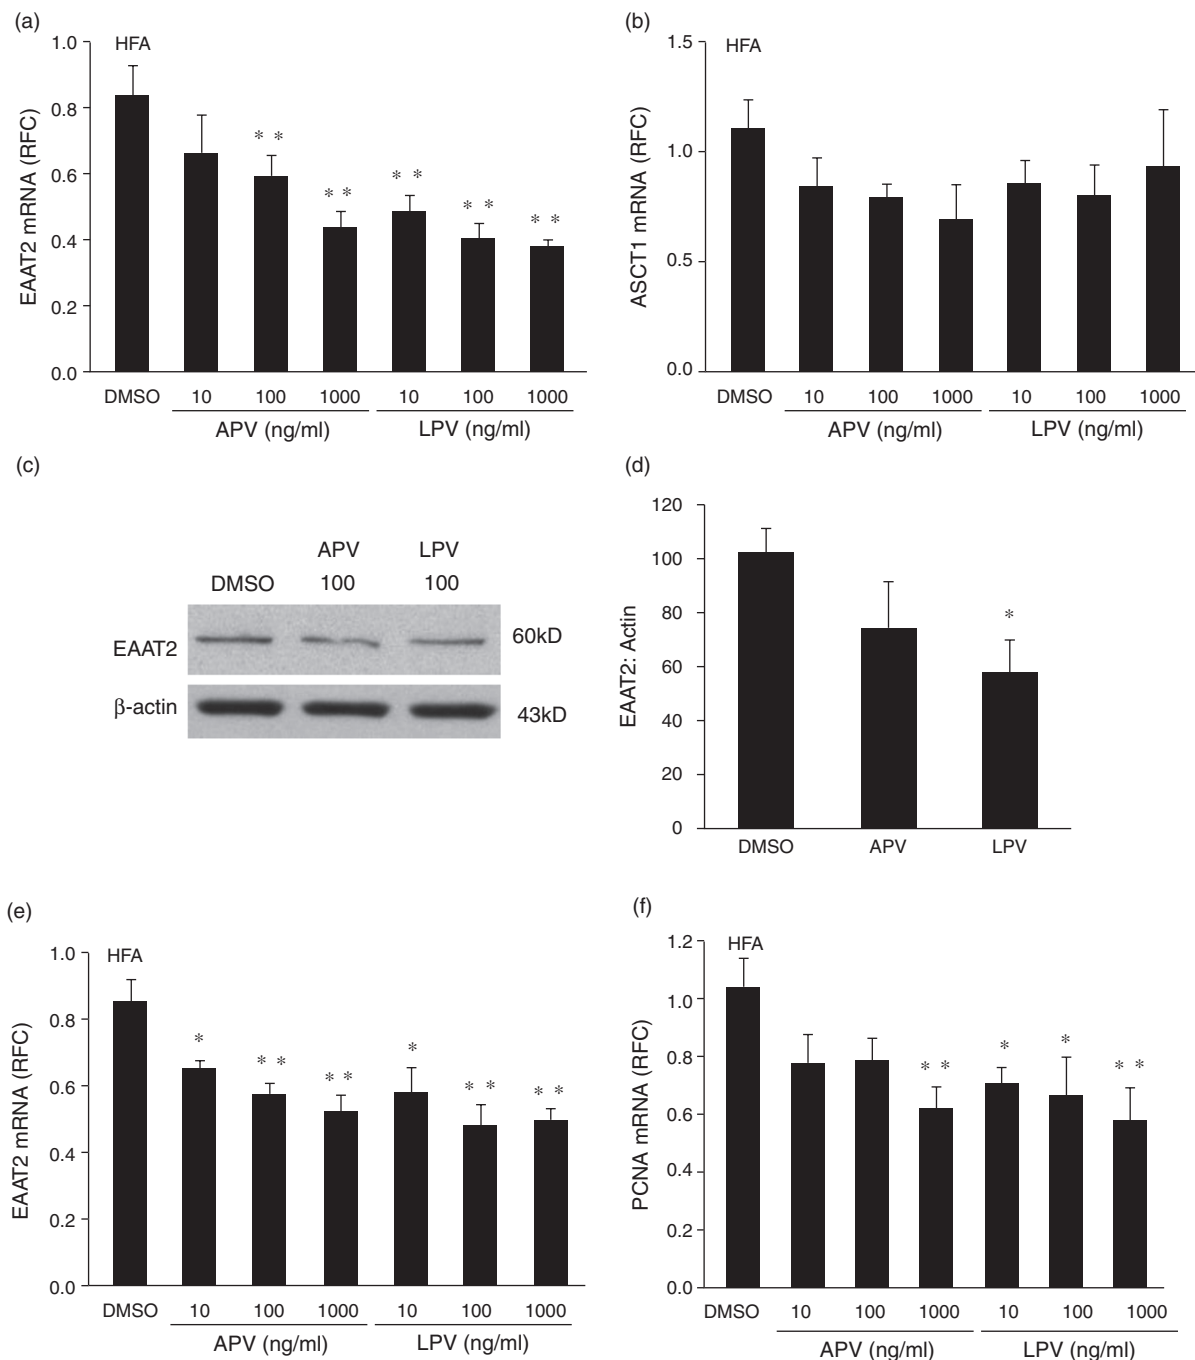 (a)
HFA
EAAT2 mRNA (RFC)
1.0
0.8
0.6
0.4
0.2
0.0
* *
* *
* *
* *
* *
DMSO 10 100 1000 10 100 1000
APV (ng/ml) LPV (ng/ml)
(b)
HFA
ASCT1 mRNA (RFC)
1.5
1.0
0.5
0.0
DMSO 10 100 1000 10 100 1000
APV (ng/ml) LPV (ng/ml)
(c)
APV LPV
DMSO 100 100
EAAT2 60kD
β-actin 43kD
(d)
EAAT2: Actin
120
100
80
60
40
20
0
*
DMSO APV LPV
(e)
HFA
EAAT2 mRNA (RFC)
1.0
0.8
0.6
0.4
0.2
0.0
*
* *
* *
*
* *
* *
DMSO 10 100 1000 10 100 1000
APV (ng/ml) LPV (ng/ml)
(f)
HFA
PCNA mRNA (RFC)
1.2
1.0
0.8
0.6
0.4
0.2
0.0
* *
*
*
* *
DMSO 10 100 1000 10 100 1000
APV (ng/ml) LPV (ng/ml)